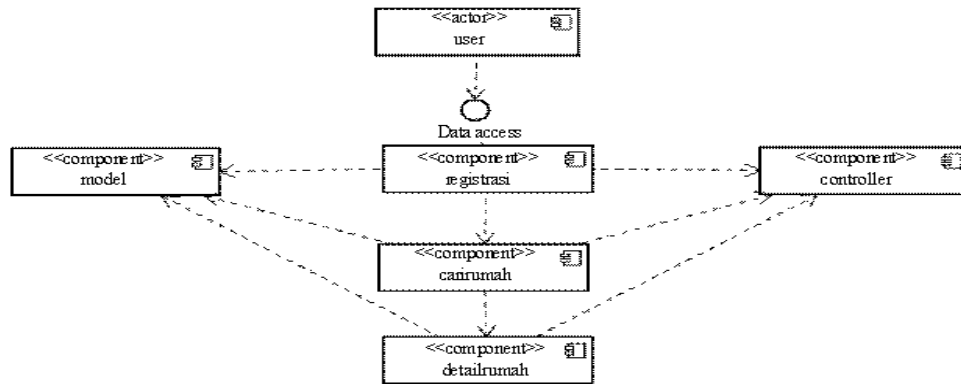 <<actor>>
user
Data access
<<component>>
model
<<component>>
registrasi
<<component>>
controller
<<component>>
carirumah
<<component>>
detailrumah